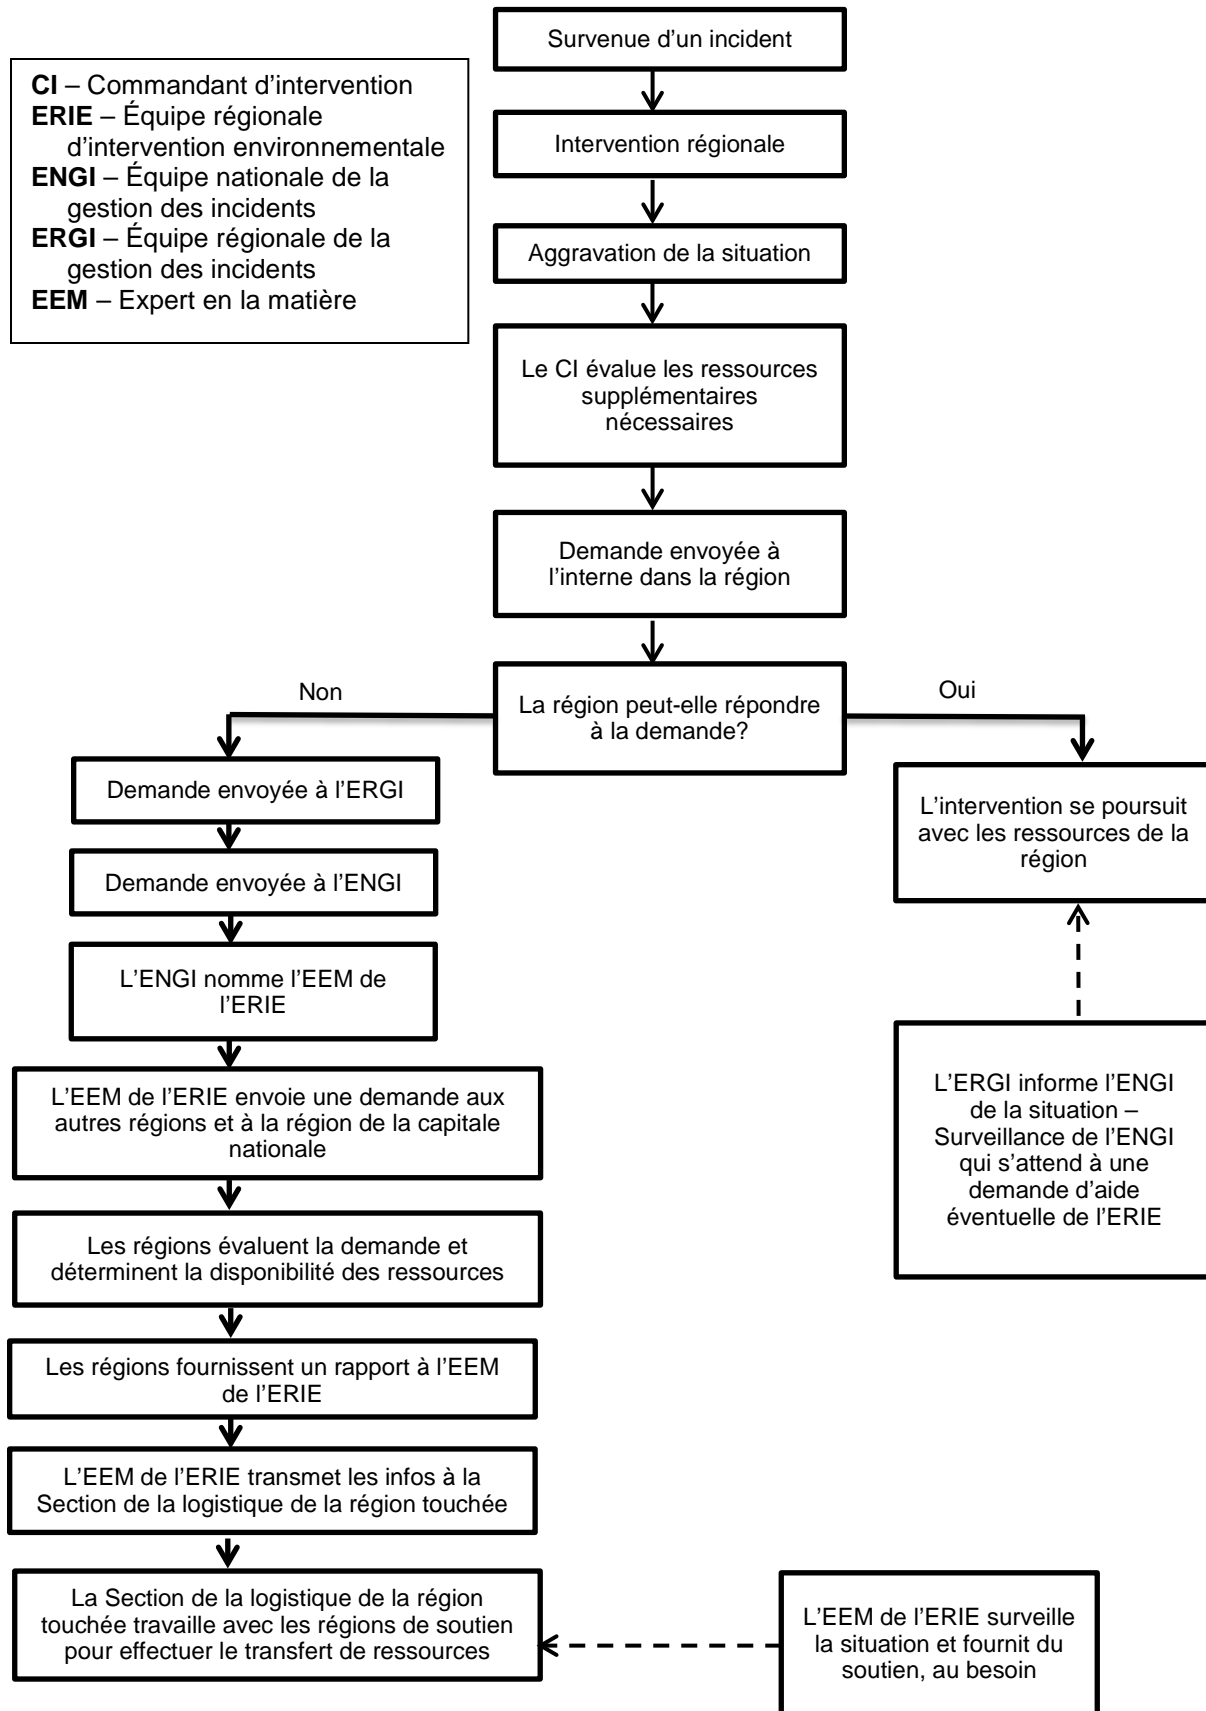 Survenue d’un incident
CI – Commandant d’intervention
ERIE – Équipe régionale
d’intervention environnementale
ENGI – Équipe nationale de la
gestion des incidents
ERGI – Équipe régionale de la
gestion des incidents
EEM – Expert en la matière
Intervention régionale
Aggravation de la situation
Le CI évalue les ressources
supplémentaires
nécessaires
Demande envoyée à
l’interne dans la région
La région peut-elle répondre
à la demande?
Non
Oui
Demande envoyée à l’ERGI
Demande envoyée à l’ENGI
L’ENGI nomme l’EEM de
l’ERIE
L’EEM de l’ERIE envoie une demande aux
autres régions et à la région de la capitale
nationale
Les régions évaluent la demande et
déterminent la disponibilité des ressources
Les régions fournissent un rapport à l’EEM
de l’ERIE
L’EEM de l’ERIE transmet les infos à la
Section de la logistique de la région touchée
La Section de la logistique de la région
touchée travaille avec les régions de soutien
pour effectuer le transfert de ressources
L’intervention se poursuit
avec les ressources de la
région
L’ERGI informe l’ENGI
de la situation –
Surveillance de l’ENGI
qui s’attend à une
demande d’aide
éventuelle de l’ERIE
L’EEM de l’ERIE surveille
la situation et fournit du
soutien, au besoin